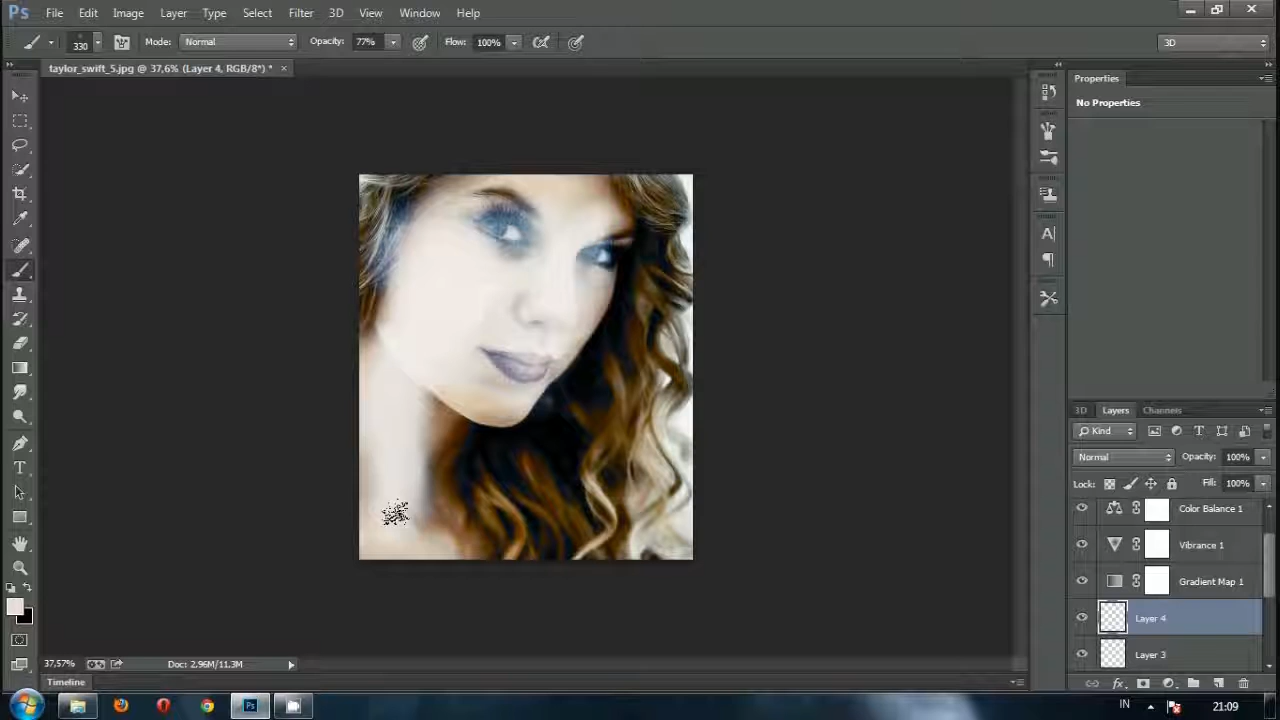 Ps File Edit Image Layer Type Select Filter 3D View Window Help
330 Mode: Normal Opacity: 77% Flow: 100% 3D
taylor_swift_5.jpg @ 37,6% (Layer 4, RGB/8*) * ×
Properties
No Properties
3D Layers Channels
Kind
Normal Opacity: 100%
Lock: Fill: 100%
Color Balance 1
Vibrance 1
Gradient Map 1
Layer 4
Layer 3
37,57% Doc: 2,96M/11,3M
Timeline
IN 21:09